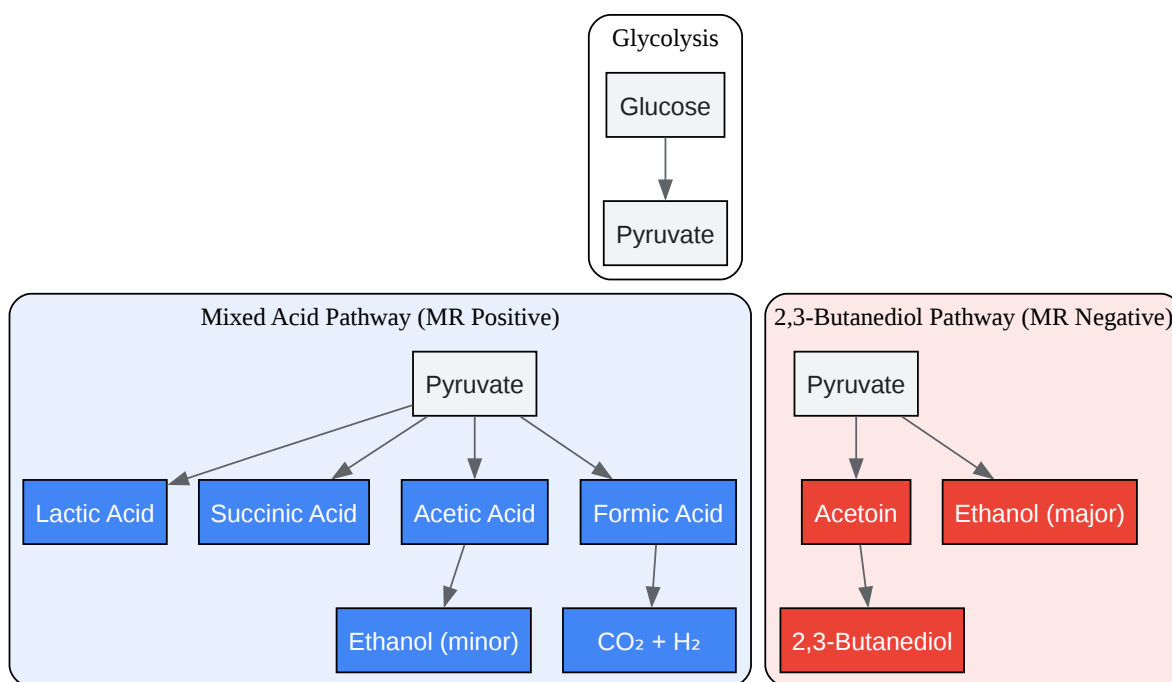 Glycolysis
Glucose
Pyruvate
Mixed Acid Pathway (MR Positive)
Pyruvate
Lactic Acid
Succinic Acid
Acetic Acid
Formic Acid
Ethanol (minor)
CO₂ + H₂
2,3-Butanediol Pathway (MR Negative)
Pyruvate
Acetoin
Ethanol (major)
2,3-Butanediol